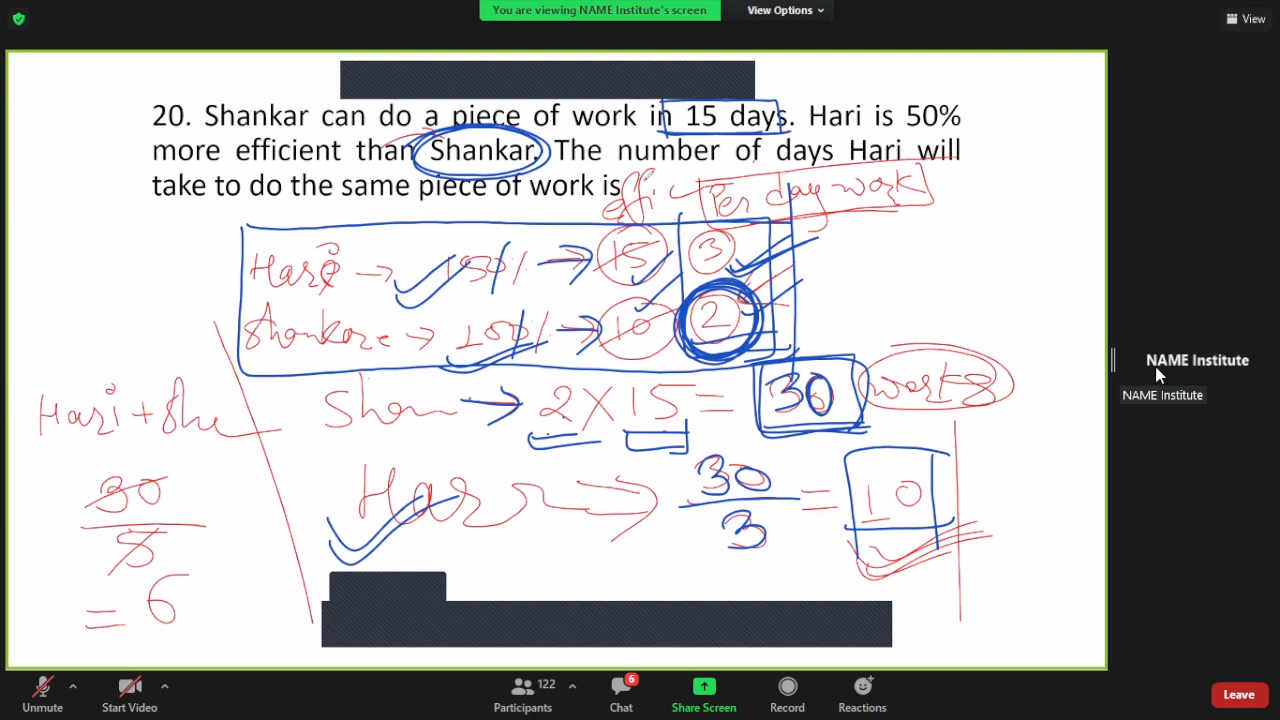 You are viewing NAME Institute's screen
View Options
View
20. Shankar can do a piece of work in 15 days. Hari is 50%
more efficient than Shankar. The number of days Hari will
take to do the same piece of work is
effi Per day work
Hari → 150% → 15 3
Shankar → 100% → 10 2
Hari + Sha
Shan → 2 × 15 = 30 works
Hari → 30/3 = 10
30/5
= 6
NAME Institute
NAME Institute
Unmute
Start Video
Participants
122
Chat
6
Share Screen
Record
Reactions
Leave